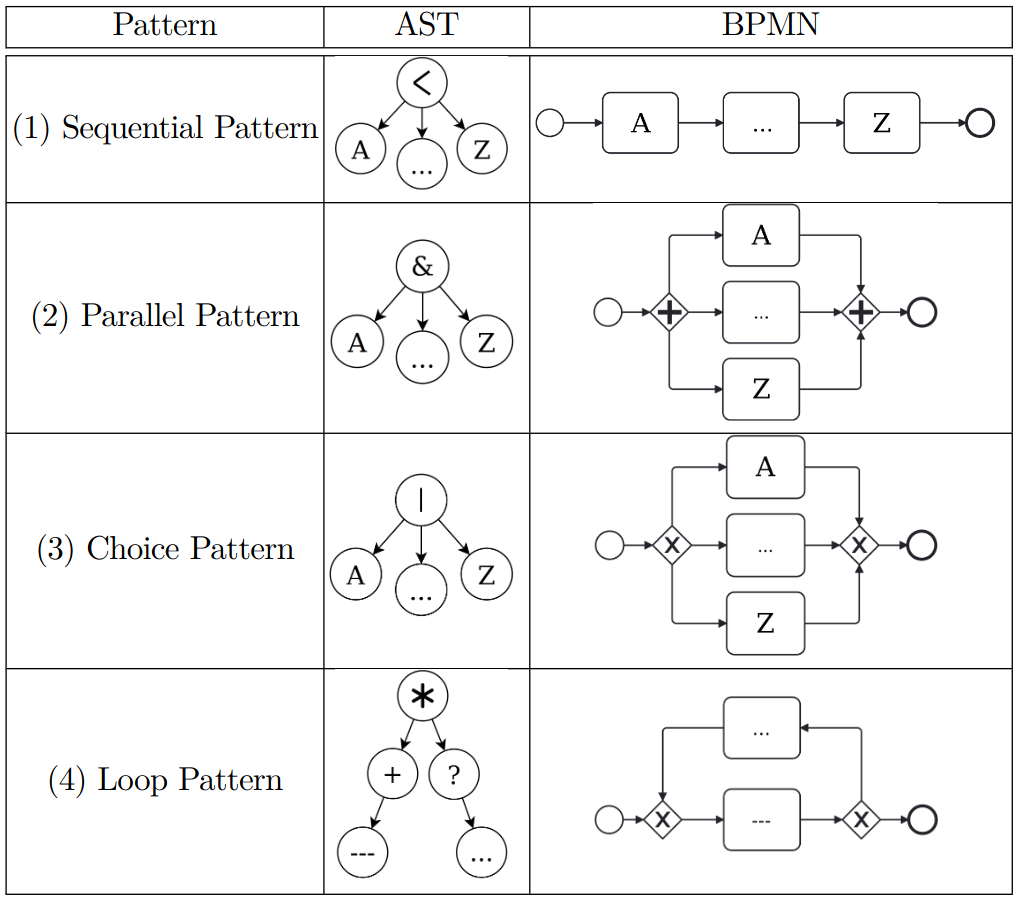 Pattern AST BPMN
<
(1) Sequential Pattern A ... Z A ... Z
&
(2) Parallel Pattern A ... Z
A
...
Z
|
(3) Choice Pattern A ... Z
A
X ... X
Z
*
(4) Loop Pattern + ?
--- ...
...
X --- X